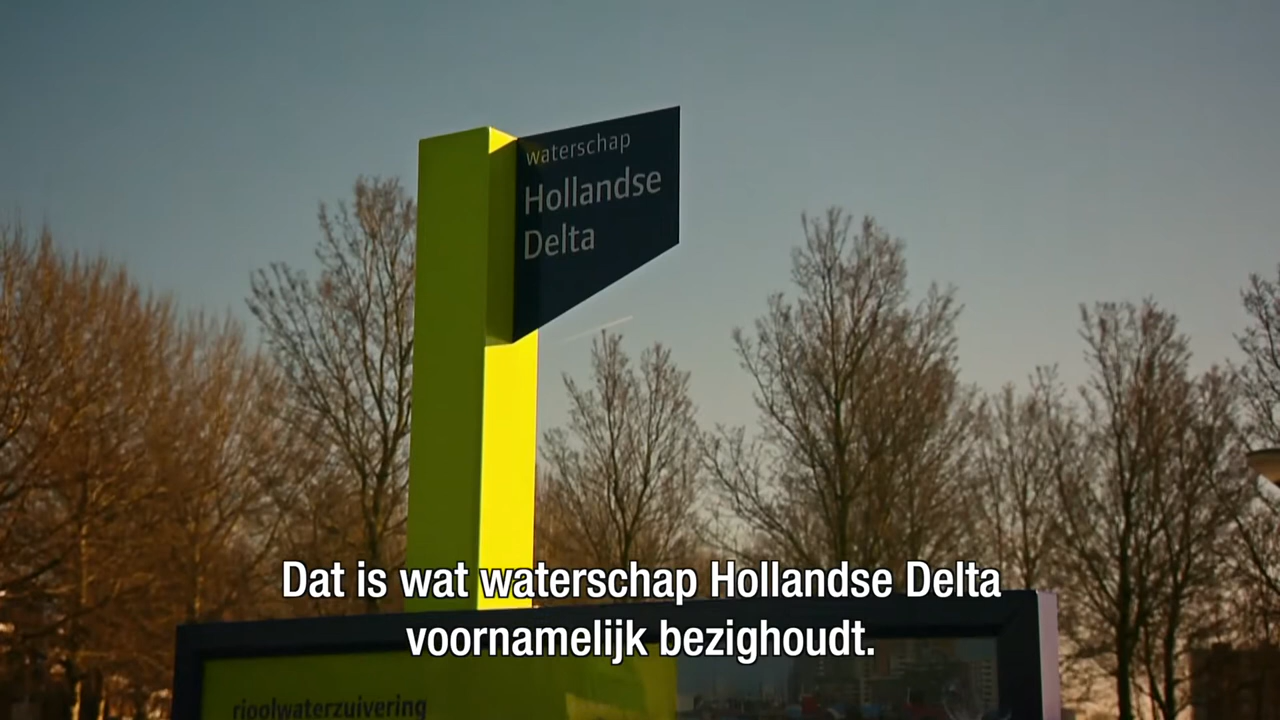 waterschap
Hollandse
Delta
Dat is wat waterschap Hollandse Delta
voornamelijk bezighoudt.
rioolwaterzuivering